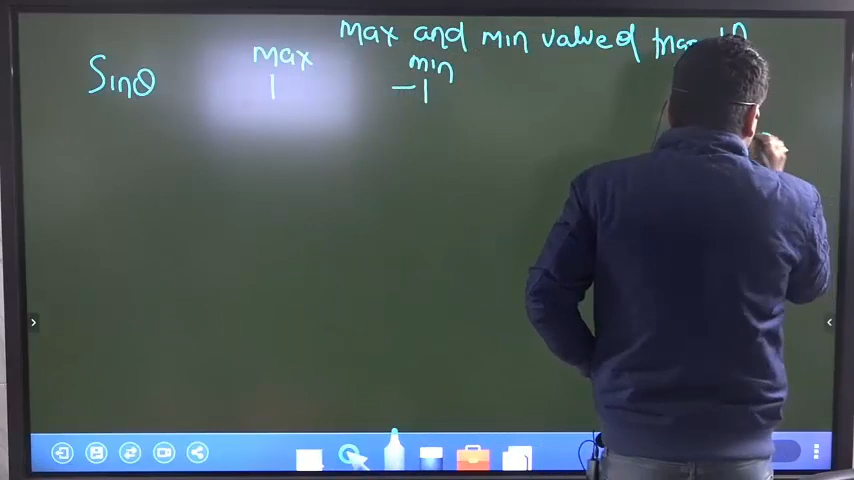 max and min value of
max min
Sinθ 1 -1